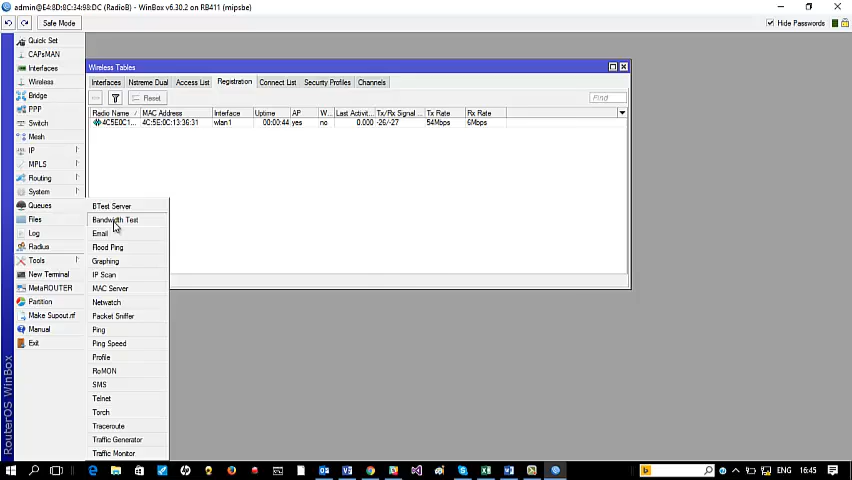 admin@E4:8D:8C:34:98:DC (RadioB) - WinBox v6.30.2 on RB411 (mipsbe)
Safe Mode
Hide Passwords
Quick Set
CAPsMAN
Interfaces
Wireless
Bridge
PPP
Switch
Mesh
IP
MPLS
Routing
System
Queues
Files
Log
Radius
Tools
New Terminal
MetaROUTER
Partition
Make Supout.rif
Manual
Exit
RouterOS WinBox
Wireless Tables
Interfaces Nstreme Dual Access List Registration Connect List Security Profiles Channels
Reset
Find
Radio Name MAC Address Interface Uptime AP W... Last Activit... Tx/Rx Signal ... Tx Rate Rx Rate
4C5E0C1... 4C:5E:0C:13:36:31 wlan1 00:00:44 yes no 0.000 -26/-27 54Mbps 6Mbps
BTest Server
Bandwidth Test
Email
Flood Ping
Graphing
IP Scan
MAC Server
Netwatch
Packet Sniffer
Ping
Ping Speed
Profile
RoMON
SMS
Telnet
Torch
Traceroute
Traffic Generator
Traffic Monitor
ENG 16:45